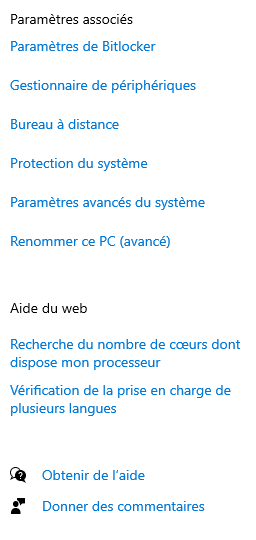 Paramètres associés
Paramètres de Bitlocker
Gestionnaire de périphériques
Bureau à distance
Protection du système
Paramètres avancés du système
Renommer ce PC (avancé)
Aide du web
Recherche du nombre de cœurs dont
dispose mon processeur
Vérification de la prise en charge de
plusieurs langues
Obtenir de l’aide
Donner des commentaires